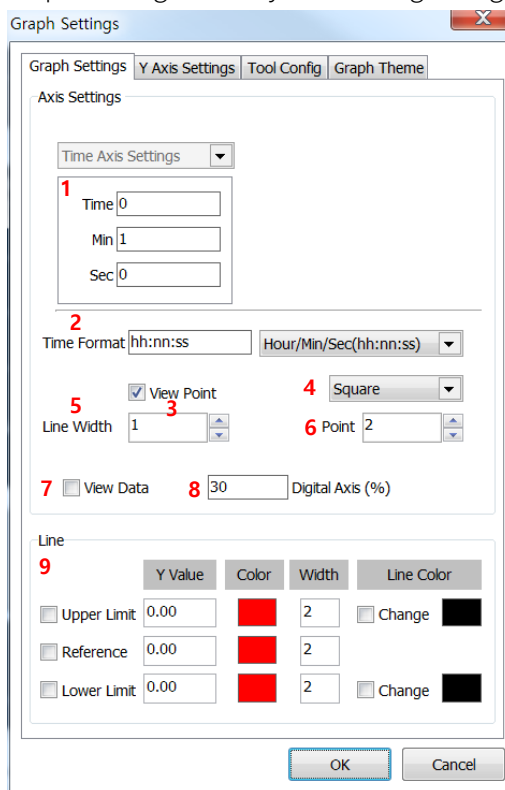 Graph Settings
X
Graph Settings Y Axis Settings Tool Config Graph Theme
Axis Settings
Time Axis Settings
1
Time 0
Min 1
Sec 0
2
Time Format hh:nn:ss Hour/Min/Sec(hh:nn:ss)
View Point 4 Square
5 3
Line Width 1 6 Point 2
7 View Data 8 30 Digital Axis (%)
Line
9
Y Value Color Width Line Color
Upper Limit 0.00 2 Change
Reference 0.00 2
Lower Limit 0.00 2 Change
OK Cancel